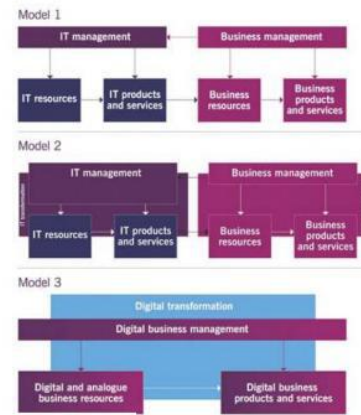 Model 1
IT management
Business management
IT resources
IT products
and services
Business
resources
Business
products
and services
Model 2
IT transformation
IT management
Business management
IT resources
IT products
and services
Business
resources
Business
products
and services
Model 3
Digital transformation
Digital business management
Digital and analogue
business resources
Digital business
products and services